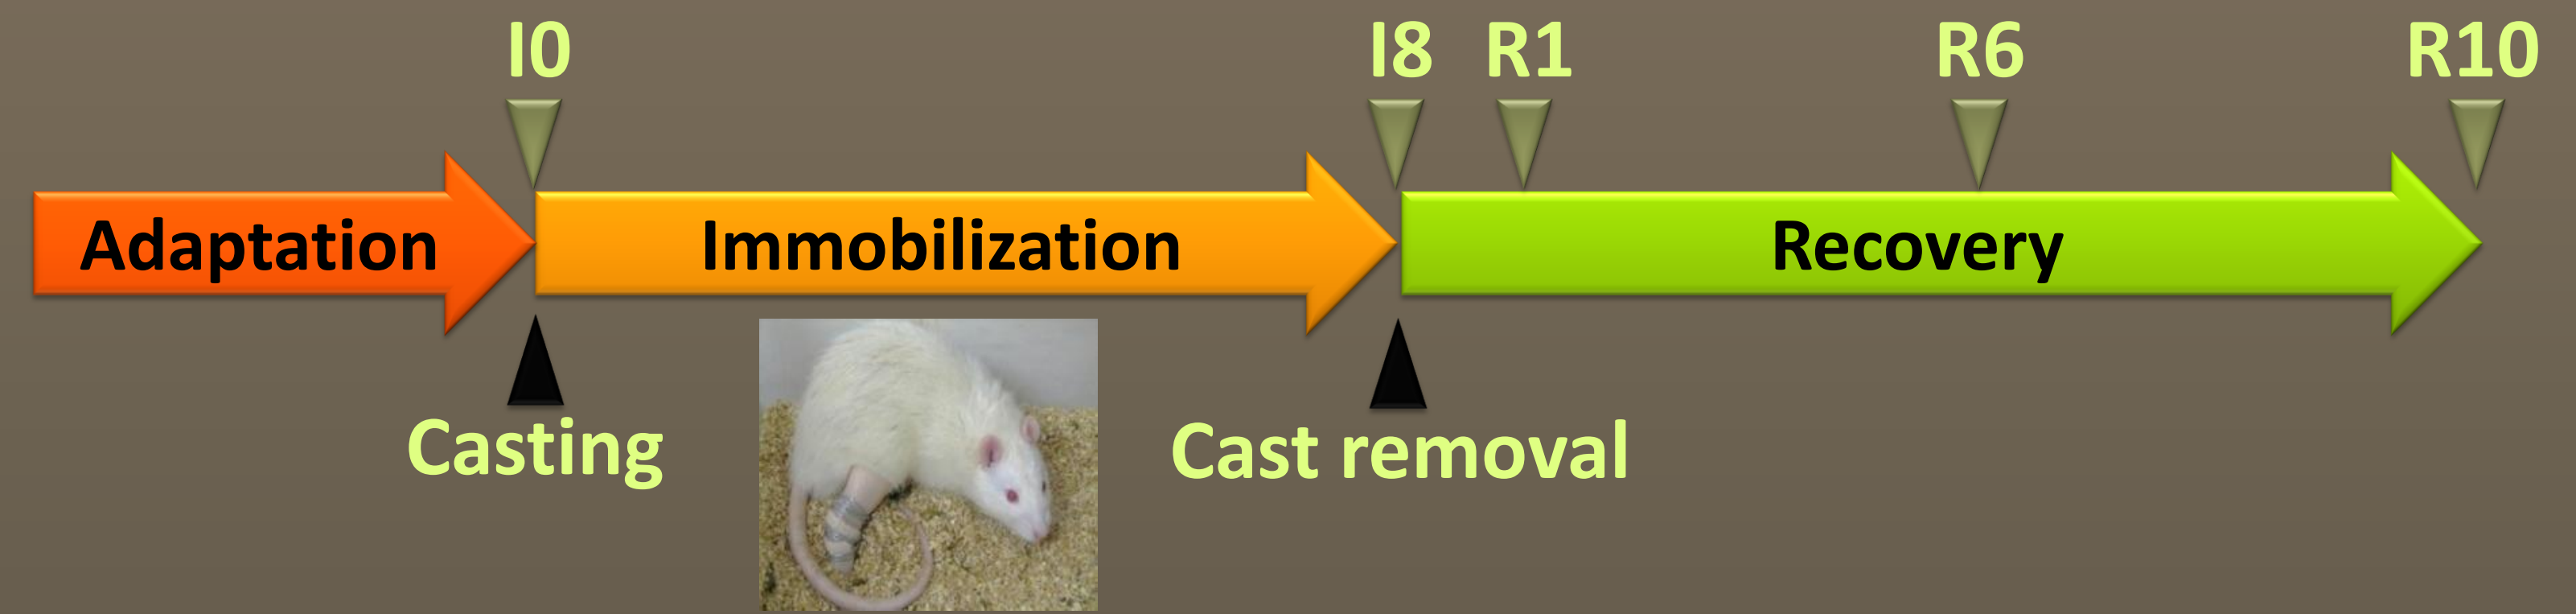 I0 I8 R1 R6 R10
Adaptation Immobilization Recovery
Casting Cast removal